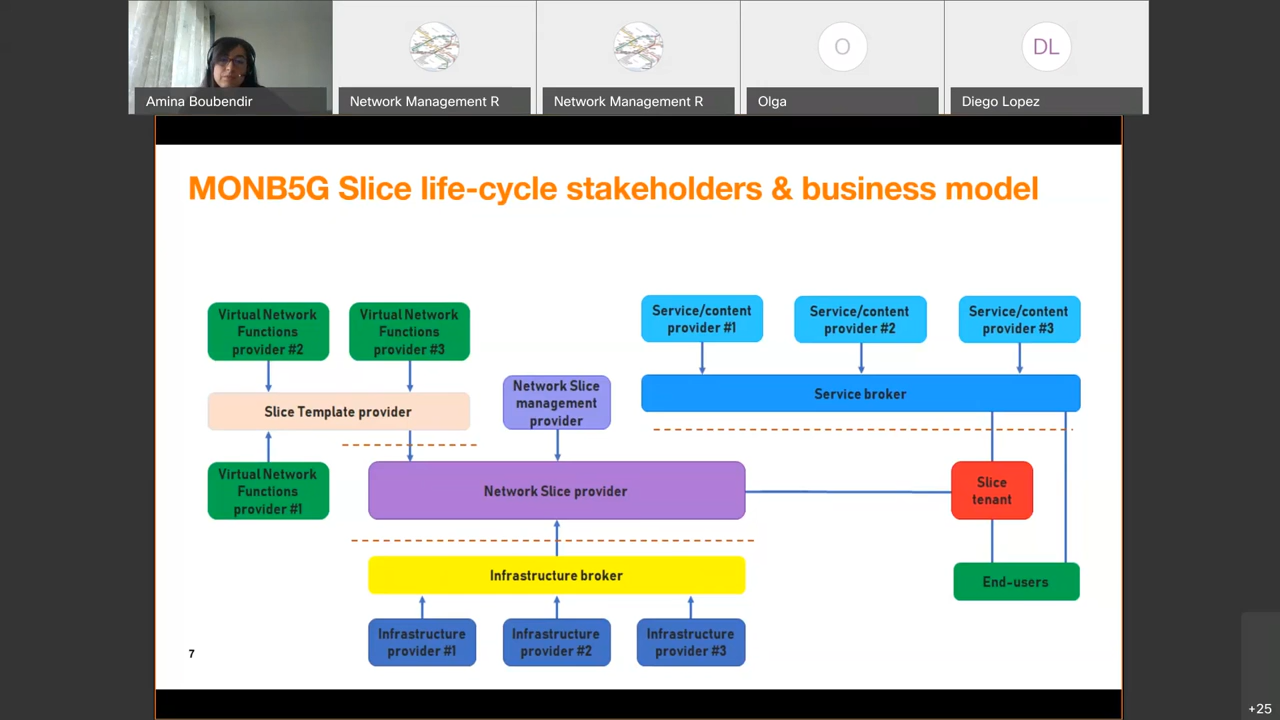 Amina Boubendir
Network Management R
Network Management R
O
Olga
DL
Diego Lopez
MONB5G Slice life-cycle stakeholders & business model
Virtual Network
Functions
provider #2
Virtual Network
Functions
provider #3
Service/content
provider #1
Service/content
provider #2
Service/content
provider #3
Slice Template provider
Network Slice
management
provider
Service broker
Virtual Network
Functions
provider #1
Network Slice provider
Slice
tenant
Infrastructure broker
End-users
Infrastructure
provider #1
Infrastructure
provider #2
Infrastructure
provider #3
7
+25